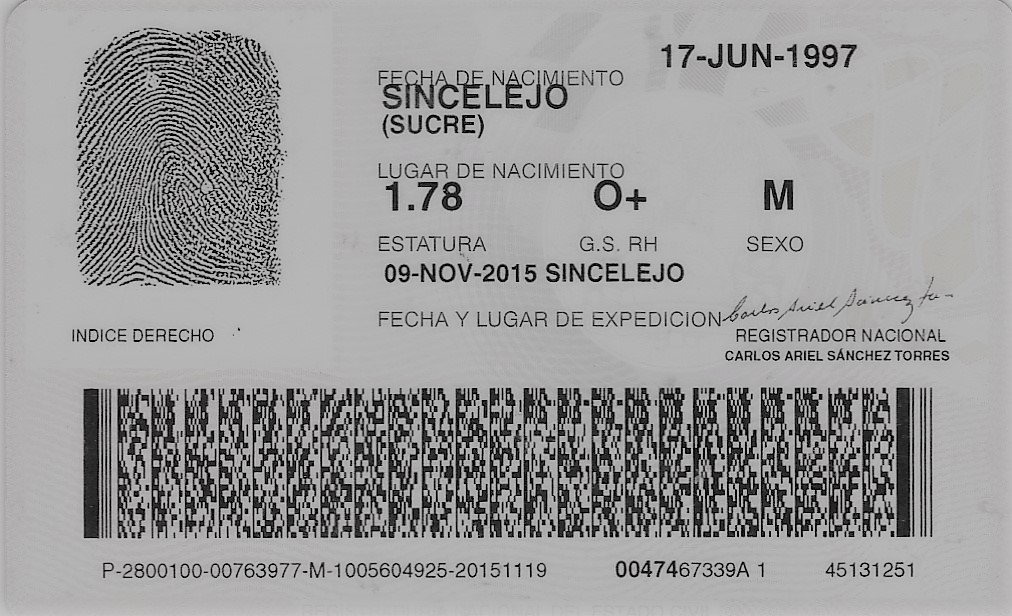 17-JUN-1997
FECHA DE NACIMIENTO
SINCELEJO
(SUCRE)
LUGAR DE NACIMIENTO
1.78 O+ M
ESTATURA G.S. RH SEXO
09-NOV-2015 SINCELEJO
FECHA Y LUGAR DE EXPEDICION
Carlos Ariel Sánchez
INDICE DERECHO
REGISTRADOR NACIONAL
CARLOS ARIEL SÁNCHEZ TORRES
P-2800100-00763977-M-1005604925-20151119 0047467339A 1 45131251